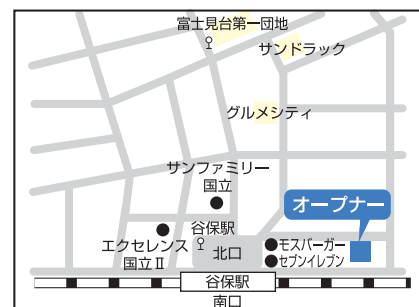 富士見台第一団地
サンドラック
グルメシティ
サンファミリー
国立
オープナー
谷保駅
エクセレンス
国立Ⅱ
北口
モスバーガー
セブンイレブン
谷保駅
南口